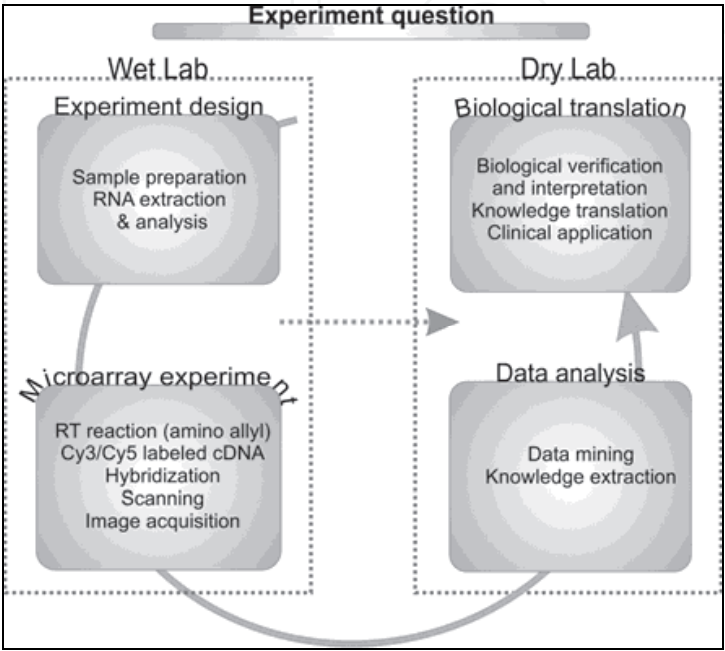 Experiment question
Wet Lab
Experiment design
Sample preparation
RNA extraction
& analysis
Microarray experiment
RT reaction (amino allyl)
Cy3/Cy5 labeled cDNA
Hybridization
Scanning
Image acquisition
Dry Lab
Biological translation
Biological verification
and interpretation
Knowledge translation
Clinical application
Data analysis
Data mining
Knowledge extraction